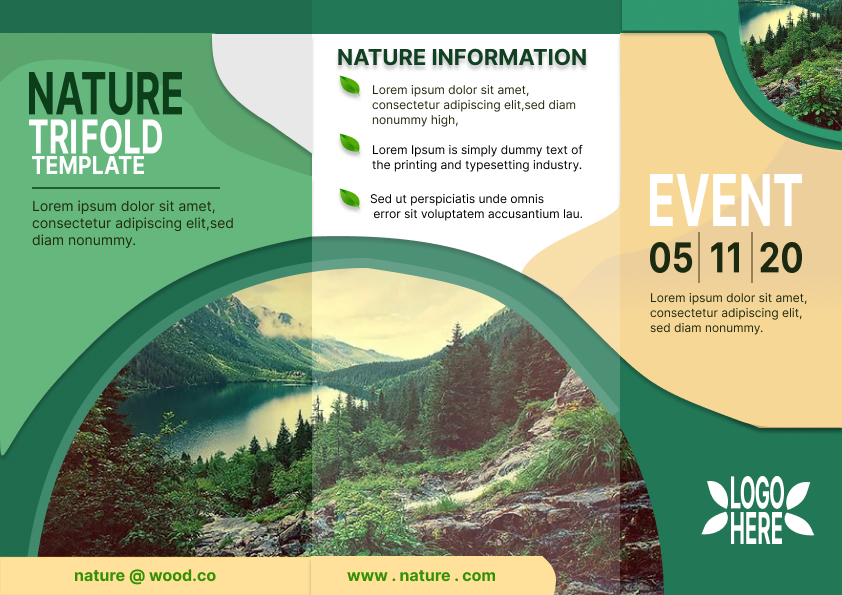 NATURE
TRIFOLD
TEMPLATE
Lorem ipsum dolor sit amet,
consectetur adipiscing elit,sed
diam nonummy.
NATURE INFORMATION
Lorem ipsum dolor sit amet,
consectetur adipiscing elit,sed diam
nonummy high,
Lorem Ipsum is simply dummy text of
the printing and typesetting industry.
Sed ut perspiciatis unde omnis
error sit voluptatem accusantium lau.
EVENT
05 11 20
Lorem ipsum dolor sit amet,
consectetur adipiscing elit,
sed diam nonummy.
LOGO
HERE
nature @ wood.co
www . nature . com